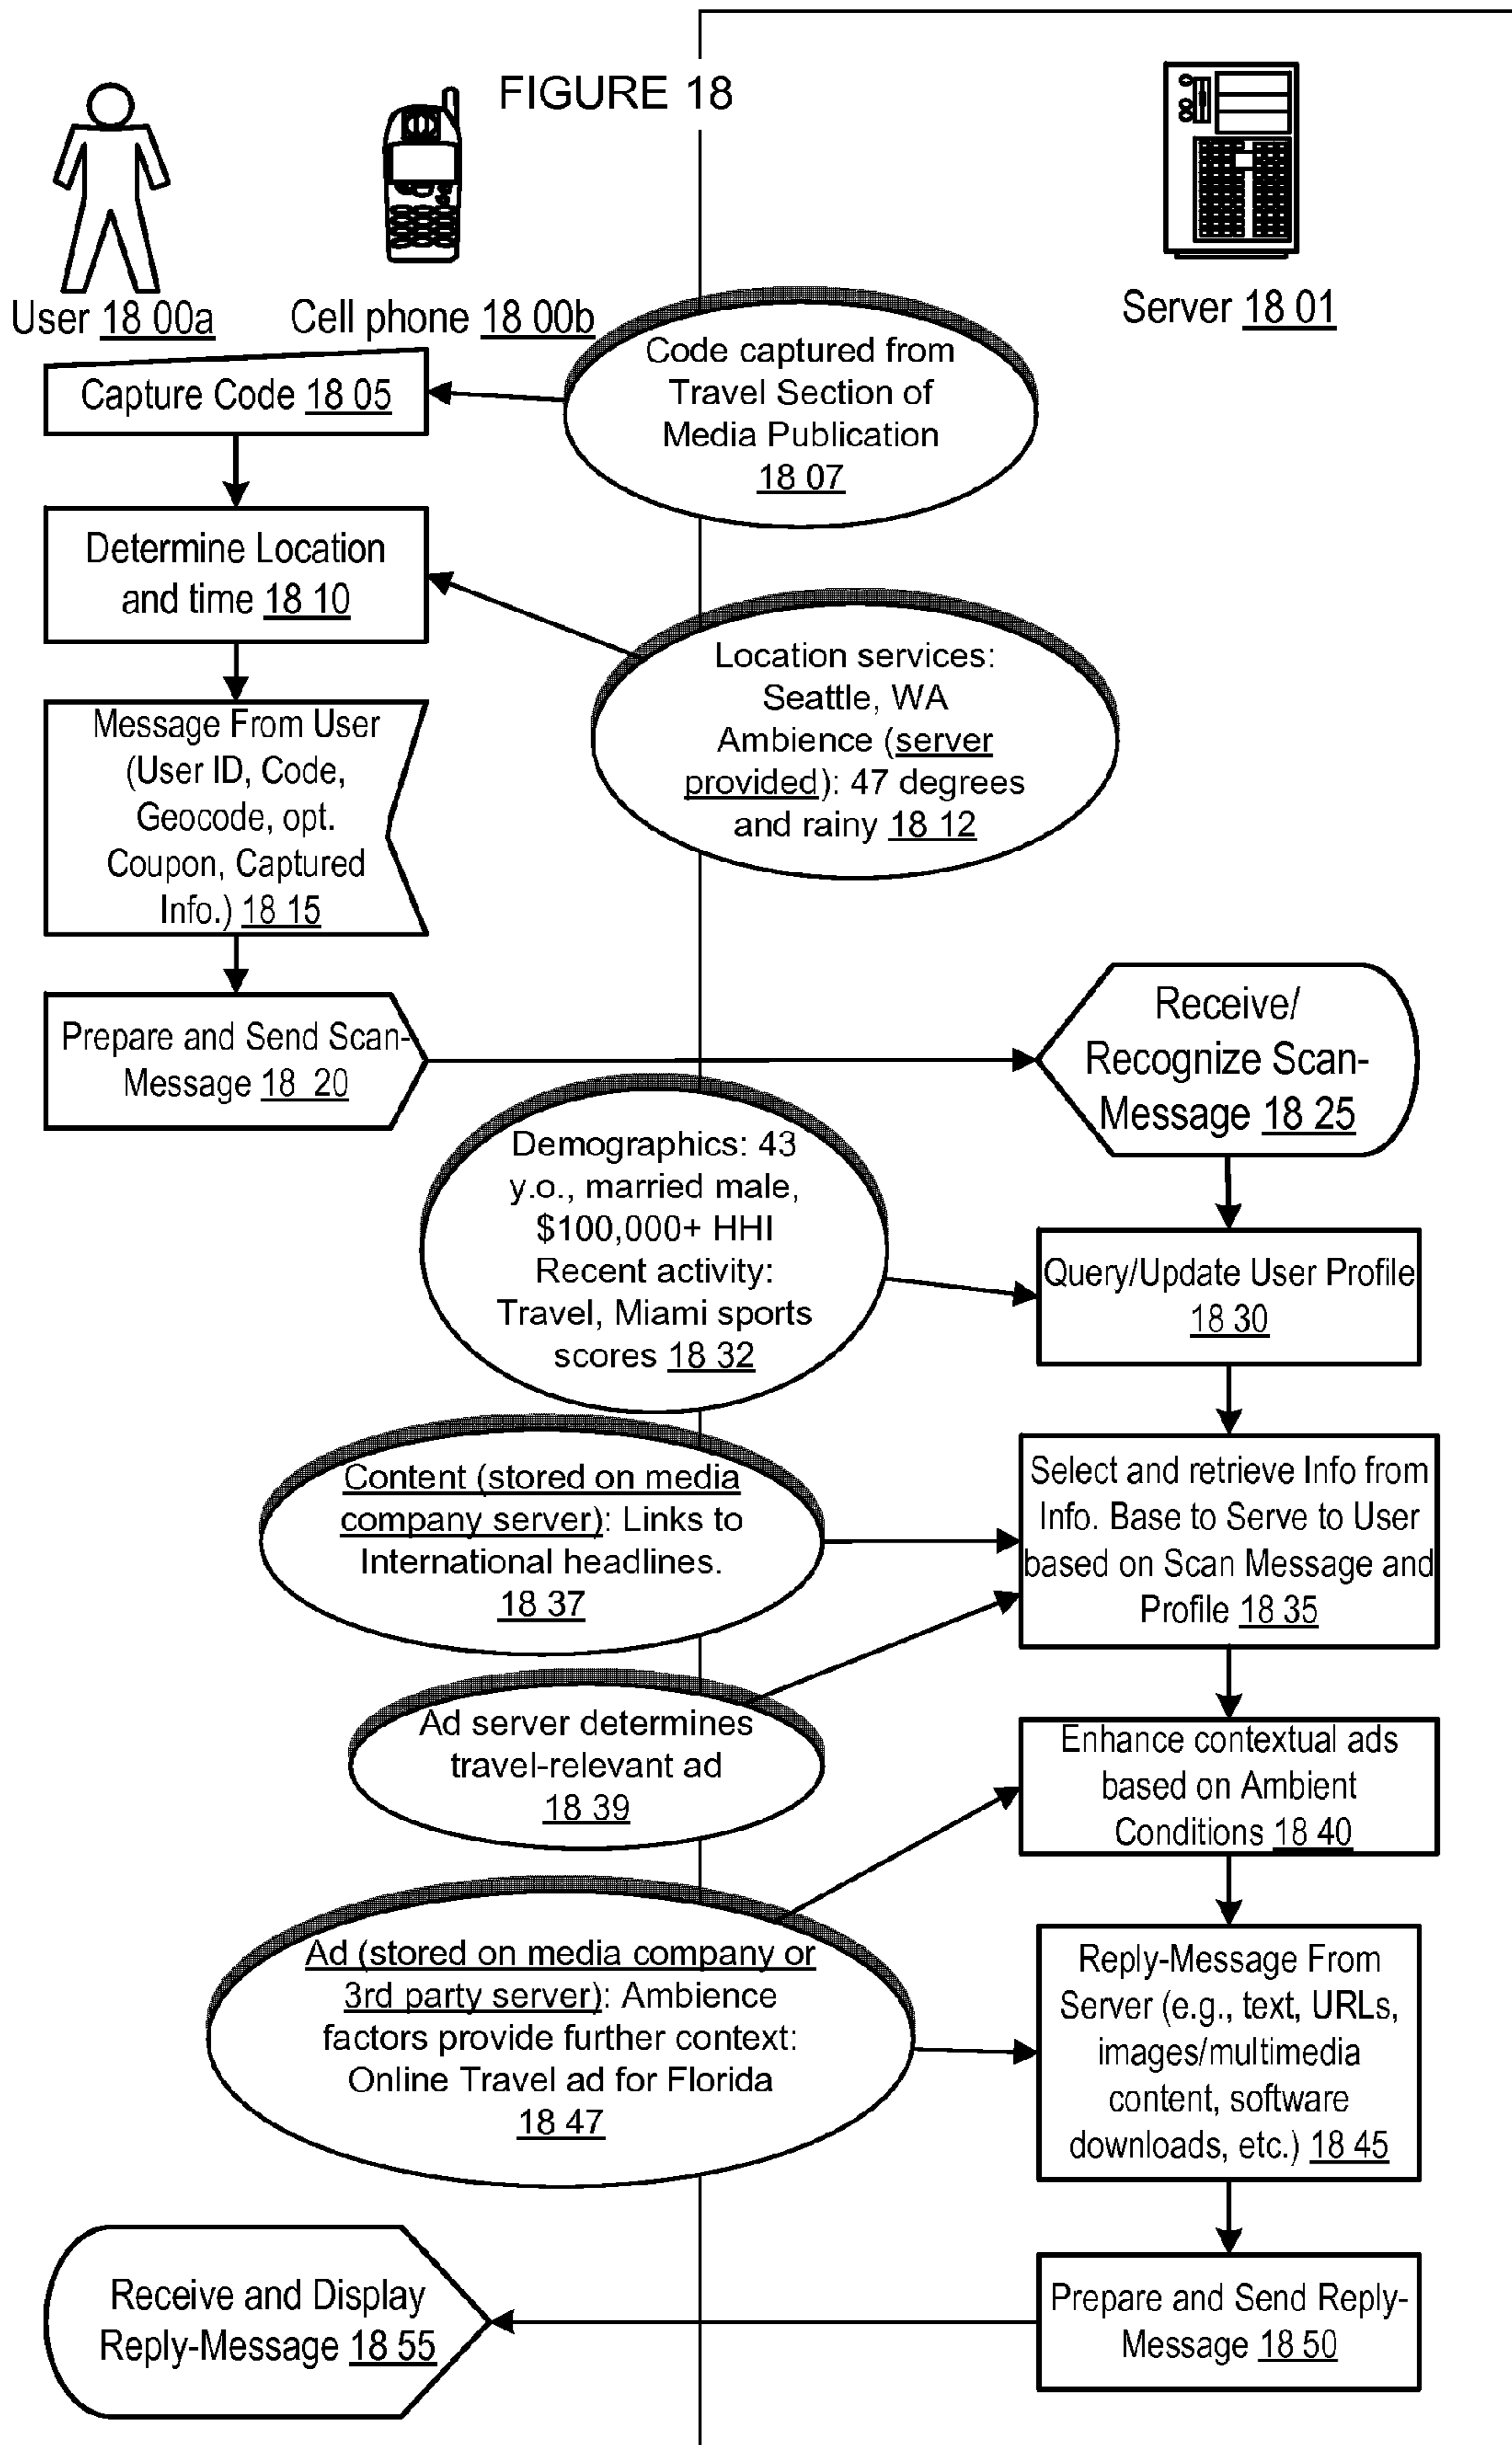 FIGURE 18
User 18 00a
Cell phone 18 00b
Server 18 01
Code captured from
Travel Section of
Media Publication
18 07
Capture Code 18 05
Determine Location
and time 18 10
Location services:
Seattle, WA
Ambience (server
provided): 47 degrees
and rainy 18 12
Message From User
(User ID, Code,
Geocode, opt.
Coupon, Captured
Info.) 18 15
Prepare and Send Scan-
Message 18 20
Receive/
Recognize Scan-
Message 18 25
Demographics: 43
y.o., married male,
$100,000+ HHI
Recent activity:
Travel, Miami sports
scores 18 32
Query/Update User Profile
18 30
Content (stored on media
company server): Links to
International headlines.
18 37
Select and retrieve Info from
Info. Base to Serve to User
based on Scan Message and
Profile 18 35
Ad server determines
travel-relevant ad
18 39
Enhance contextual ads
based on Ambient
Conditions 18 40
Ad (stored on media company or
3rd party server): Ambience
factors provide further context:
Online Travel ad for Florida
18 47
Reply-Message From
Server (e.g., text, URLs,
images/multimedia
content, software
downloads, etc.) 18 45
Prepare and Send Reply-
Message 18 50
Receive and Display
Reply-Message 18 55